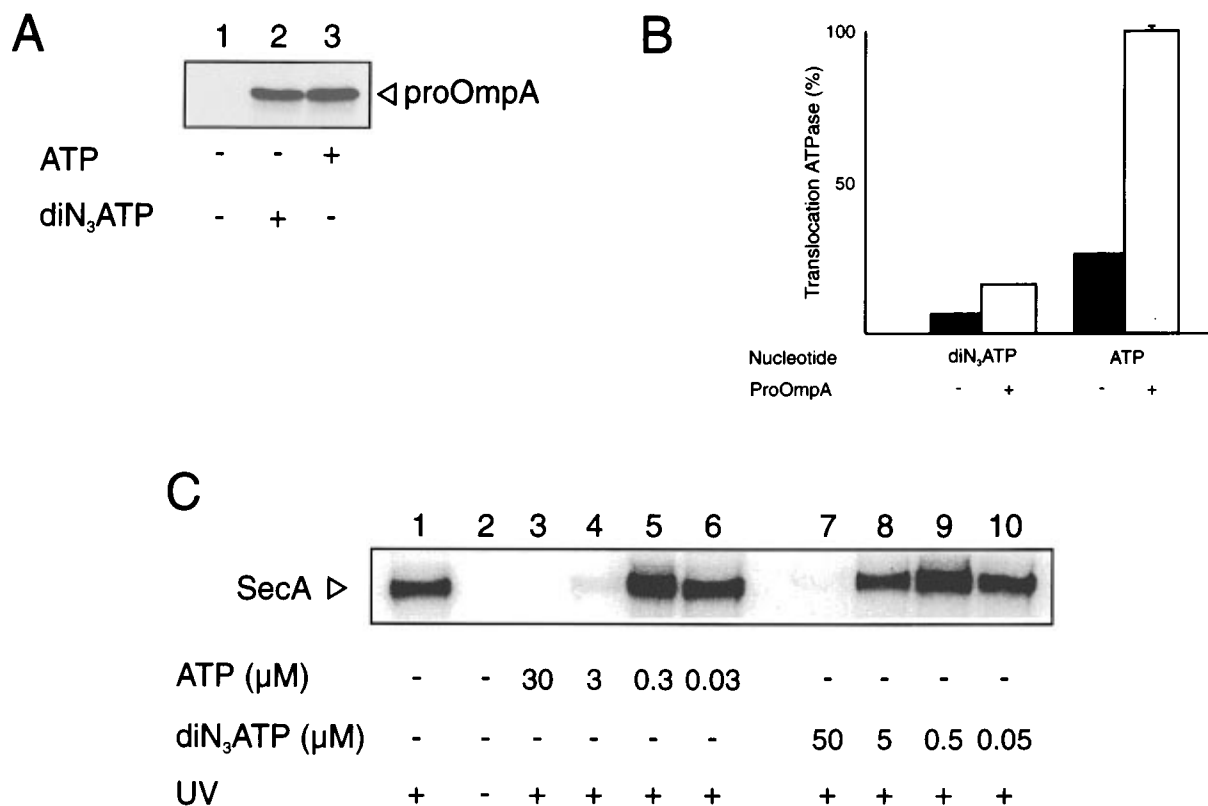 A
1 2 3
◁ proOmpA
ATP - - +
diN₃ATP - + -
B
Translocation ATPase (%)
100
50
Nucleotide diN₃ATP ATP
ProOmpA - + - +
C
1 2 3 4 5 6 7 8 9 10
SecA ▷
ATP (µM) - - 30 3 0.3 0.03 - - - -
diN₃ATP (µM) - - - - - - 50 5 0.5 0.05
UV + - + + + + + + + +